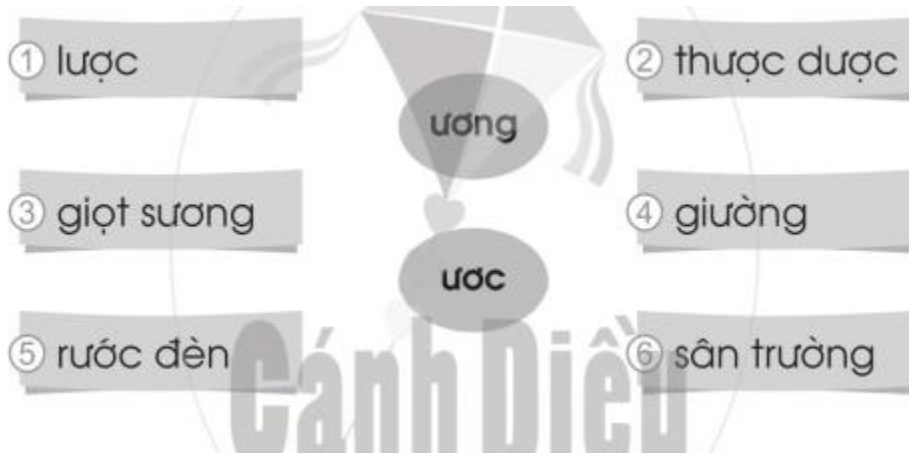 ① lược
② thược dược
ương
③ giọt sương
④ giường
ươc
⑤ rước đèn
⑥ sân trường
Cánh Diều